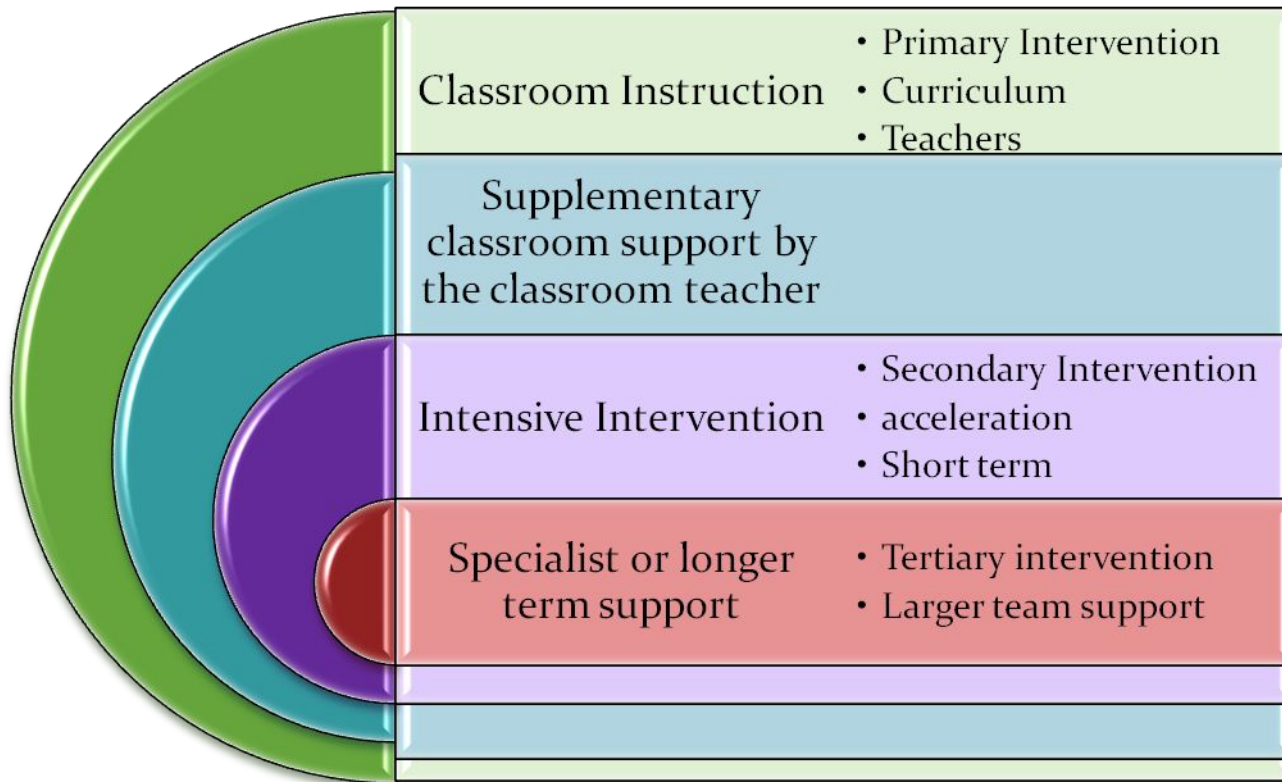 Classroom Instruction
• Primary Intervention
• Curriculum
• Teachers
Supplementary
classroom support by
the classroom teacher
Intensive Intervention
• Secondary Intervention
• acceleration
• Short term
Specialist or longer
term support
• Tertiary intervention
• Larger team support